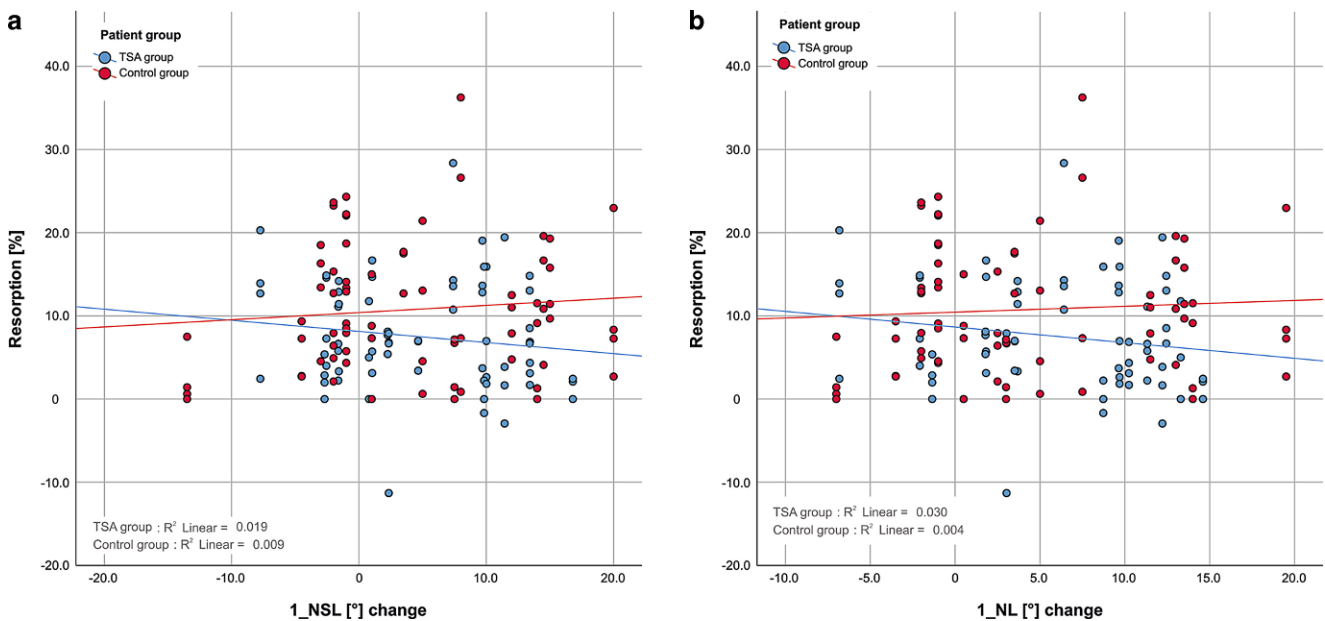 a
Patient group
TSA group
Control group
40.0
30.0
20.0
10.0
0
-10.0
-20.0
Resorption [%]
TSA group : R² Linear = 0.019
Control group : R² Linear = 0.009
-20.0 -10.0 0 10.0 20.0
1_NSL [°] change
b
Patient group
TSA group
Control group
40.0
30.0
20.0
10.0
0
-10.0
-20.0
Resorption [%]
TSA group : R² Linear = 0.030
Control group : R² Linear = 0.004
-10.0 -5.0 0 5.0 10.0 15.0 20.0
1_NL [°] change